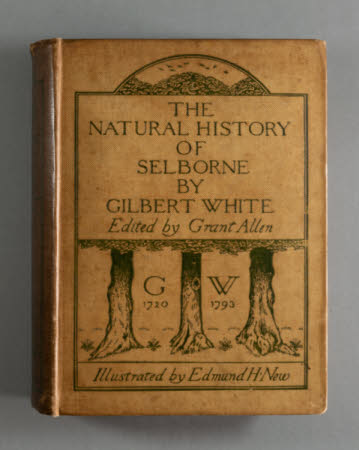 THE
NATURAL HISTORY
OF
SELBORNE
BY
GILBERT WHITE
Edited by Grant Allen
G W
1720 1793
Illustrated by Edmund H. New